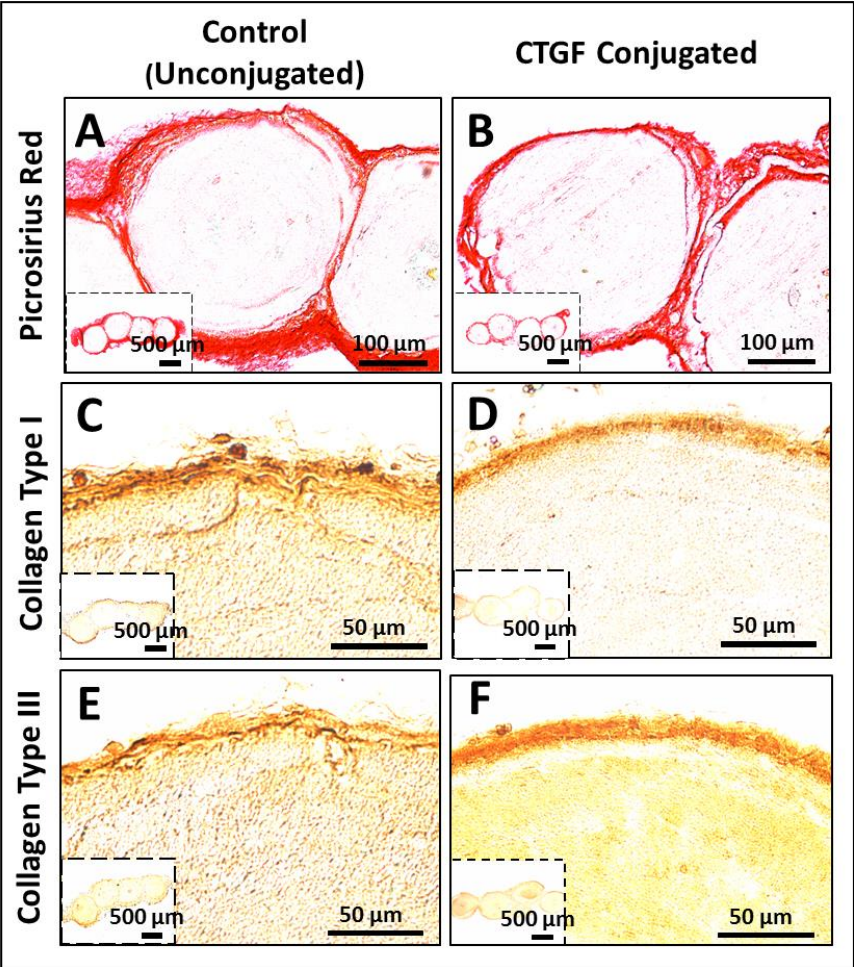 Control
(Unconjugated)
CTGF Conjugated
Picrosirius Red
A
500 µm
100 µm
B
500 µm
100 µm
Collagen Type I
C
500 µm
50 µm
D
500 µm
50 µm
Collagen Type III
E
500 µm
50 µm
F
500 µm
50 µm